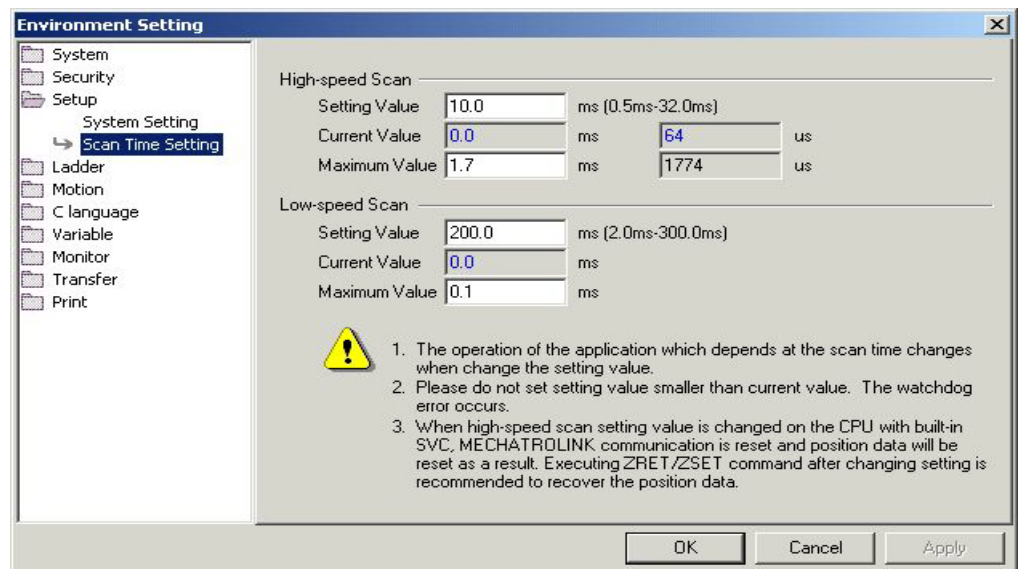 Environment Setting
System
Security
Setup
System Setting
Scan Time Setting
Ladder
Motion
C language
Variable
Monitor
Transfer
Print
High-speed Scan
Setting Value 10.0 ms (0.5ms-32.0ms)
Current Value 0.0 ms 64 us
Maximum Value 1.7 ms 1774 us
Low-speed Scan
Setting Value 200.0 ms (2.0ms-300.0ms)
Current Value 0.0 ms
Maximum Value 0.1 ms
1. The operation of the application which depends at the scan time changes
when change the setting value.
2. Please do not set setting value smaller than current value. The watchdog
error occurs.
3. When high-speed scan setting value is changed on the CPU with built-in
SVC, MECHATROLINK communication is reset and position data will be
reset as a result. Executing ZRET/ZSET command after changing setting is
recommended to recover the position data.
OK Cancel Apply